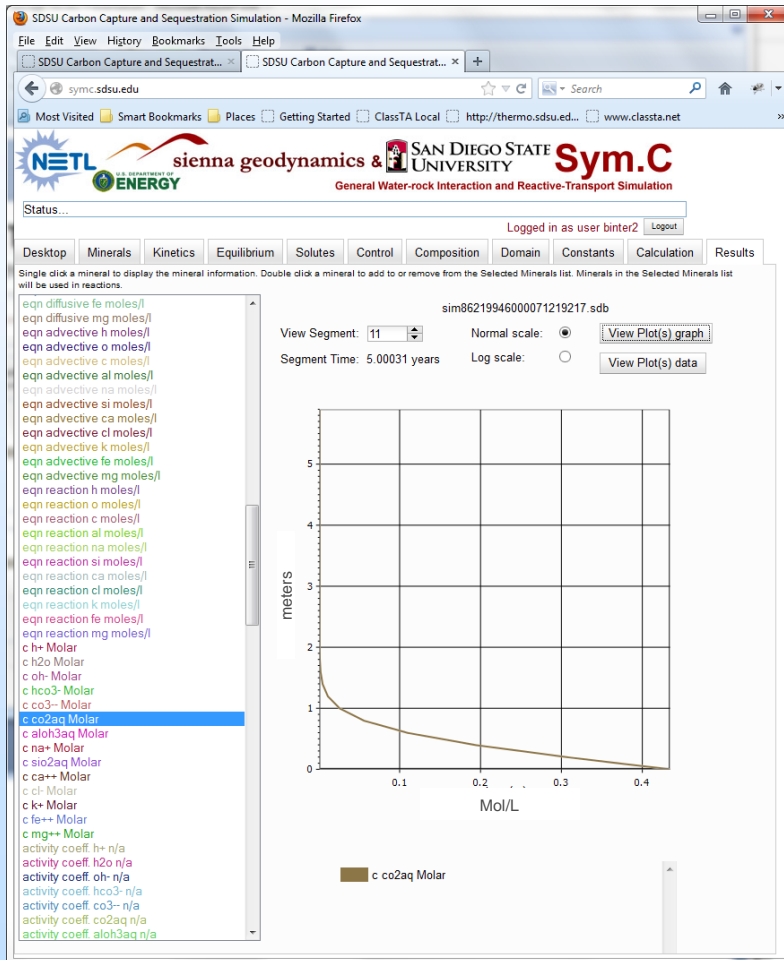 SDSU Carbon Capture and Sequestration Simulation - Mozilla Firefox
File Edit View History Bookmarks Tools Help
SDSU Carbon Capture and Sequestrat... × SDSU Carbon Capture and Sequestrat... × +
symc.sdsu.edu Search
Most Visited Smart Bookmarks Places Getting Started ClassTA Local http://thermo.sdsu.ed... www.classta.net »
NETL U.S. DEPARTMENT OF ENERGY sienna geodynamics & SAN DIEGO STATE UNIVERSITY Sym.C
General Water-rock Interaction and Reactive-Transport Simulation
Status...
Logged in as user binter2 Logout
Desktop Minerals Kinetics Equilibrium Solutes Control Composition Domain Constants Calculation Results
Single click a mineral to display the mineral information. Double click a mineral to add to or remove from the Selected Minerals list. Minerals in the Selected Minerals list
will be used in reactions.
eqn diffusive fe moles/l
eqn diffusive mg moles/l
eqn advective h moles/l
eqn advective o moles/l
eqn advective c moles/l
eqn advective al moles/l
eqn advective na moles/l
eqn advective si moles/l
eqn advective ca moles/l
eqn advective cl moles/l
eqn advective k moles/l
eqn advective fe moles/l
eqn advective mg moles/l
eqn reaction h moles/l
eqn reaction o moles/l
eqn reaction c moles/l
eqn reaction al moles/l
eqn reaction na moles/l
eqn reaction si moles/l
eqn reaction ca moles/l
eqn reaction cl moles/l
eqn reaction k moles/l
eqn reaction fe moles/l
eqn reaction mg moles/l
c h+ Molar
c h2o Molar
c oh- Molar
c hco3- Molar
c co3-- Molar
c co2aq Molar
c aloh3aq Molar
c na+ Molar
c sio2aq Molar
c ca++ Molar
c cl- Molar
c k+ Molar
c fe++ Molar
c mg++ Molar
activity coeff. h+ n/a
activity coeff. h2o n/a
activity coeff. oh- n/a
activity coeff. hco3- n/a
activity coeff. co3-- n/a
activity coeff. co2aq n/a
activity coeff. aloh3aq n/a
sim86219946000071219217.sdb
View Segment: 11 Normal scale: View Plot(s) graph
Segment Time: 5.00031 years Log scale: View Plot(s) data
5
4
3
2
1
0
meters
0.1 0.2 0.3 0.4
Mol/L
c co2aq Molar